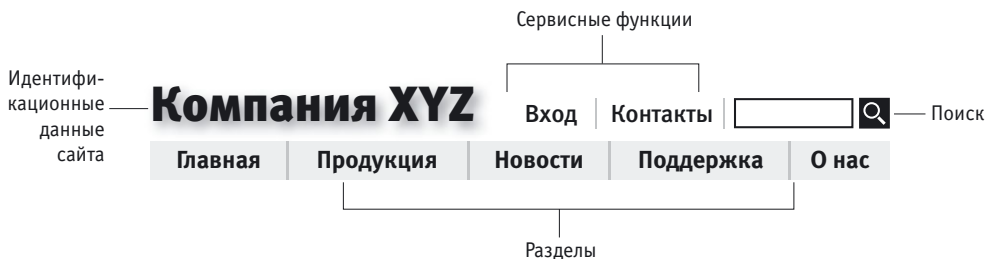 Сервисные функции
Идентифи-
кационные
данные
сайта
Компания XYZ
Вход Контакты
Поиск
Главная Продукция Новости Поддержка О нас
Разделы